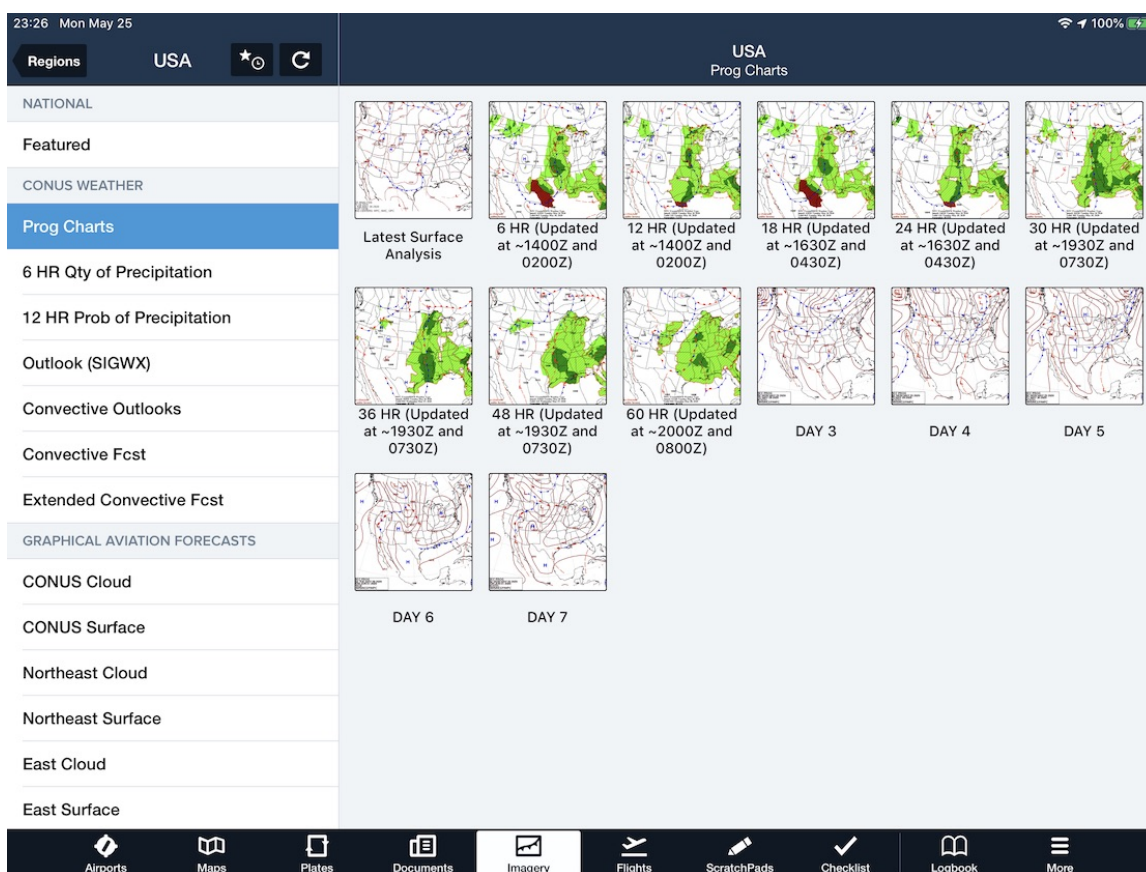 23:26 Mon May 25
100%
Regions
USA
USA
Prog Charts
NATIONAL
Featured
CONUS WEATHER
Prog Charts
6 HR Qty of Precipitation
12 HR Prob of Precipitation
Outlook (SIGWX)
Convective Outlooks
Convective Fcst
Extended Convective Fcst
GRAPHICAL AVIATION FORECASTS
CONUS Cloud
CONUS Surface
Northeast Cloud
Northeast Surface
East Cloud
East Surface
Latest Surface
Analysis
6 HR (Updated
at ~1400Z and
0200Z)
12 HR (Updated
at ~1400Z and
0200Z)
18 HR (Updated
at ~1630Z and
0430Z)
24 HR (Updated
at ~1630Z and
0430Z)
30 HR (Updated
at ~1930Z and
0730Z)
36 HR (Updated
at ~1930Z and
0730Z)
48 HR (Updated
at ~1930Z and
0730Z)
60 HR (Updated
at ~2000Z and
0800Z)
DAY 3
DAY 4
DAY 5
DAY 6
DAY 7
Airports
Maps
Plates
Documents
Imagery
Flights
ScratchPads
Checklist
Logbook
More